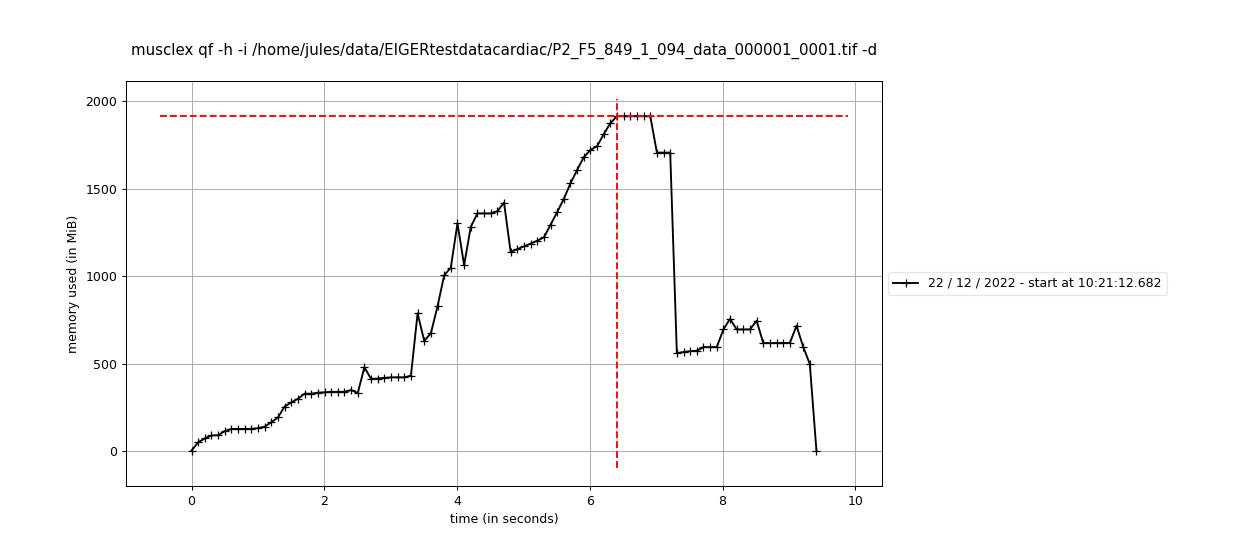 musclex qf -h -i /home/jules/data/EIGERtestdatacardiac/P2_F5_849_1_094_data_000001_0001.tif -d
2000
1500
1000
500
0
memory used (in MiB)
0 2 4 6 8 10
time (in seconds)
22 / 12 / 2022 - start at 10:21:12.682